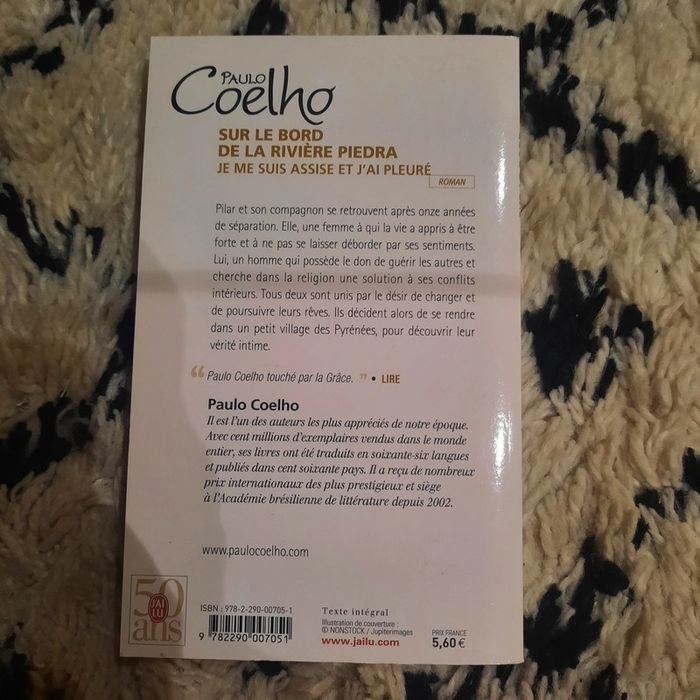 PAULO
Coelho
SUR LE BORD
DE LA RIVIÈRE PIEDRA
JE ME SUIS ASSISE ET J'AI PLEURÉ
ROMAN
Pilar et son compagnon se retrouvent après onze années
de séparation. Elle, une femme à qui la vie a appris à être
forte et à ne pas se laisser déborder par ses sentiments.
Lui, un homme qui possède le don de guérir les autres et
cherche dans la religion une solution à ses conflits
intérieurs. Tous deux sont unis par le désir de changer et
de poursuivre leurs rêves. Ils décident alors de se rendre
dans un petit village des Pyrénées, pour découvrir leur
vérité intime.
“ Paulo Coelho touché par la Grâce. ” • LIRE
Paulo Coelho
Il est l'un des auteurs les plus appréciés de notre époque.
Avec cent millions d'exemplaires vendus dans le monde
entier, ses livres ont été traduits en soixante-six langues
et publiés dans cent soixante pays. Il a reçu de nombreux
prix internationaux des plus prestigieux et siège
à l'Académie brésilienne de littérature depuis 2002.
www.paulocoelho.com
50
J'AI LU
ans
ISBN : 978-2-290-00705-1
9 782290 007051
Texte intégral
Illustration de couverture :
© NONSTOCK / Jupiterimages
www.jailu.com
PRIX FRANCE
5,60 €